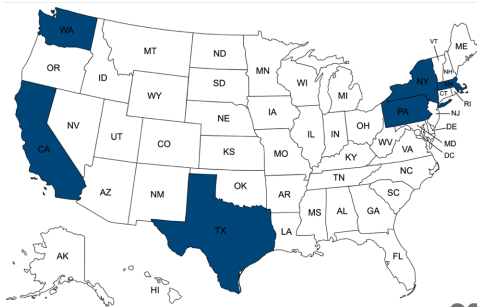 WA
VT
ME
MT
ND
OR
MN
NH
ID
SD
WI
NY
MA
WY
MI
CT
RI
NE
IA
PA
NJ
NV
IL
IN
OH
DE
UT
CO
KS
MO
WV
VA
MD
CA
KY
DC
AZ
NM
OK
AR
TN
NC
SC
TX
MS
AL
GA
LA
AK
FL
HI